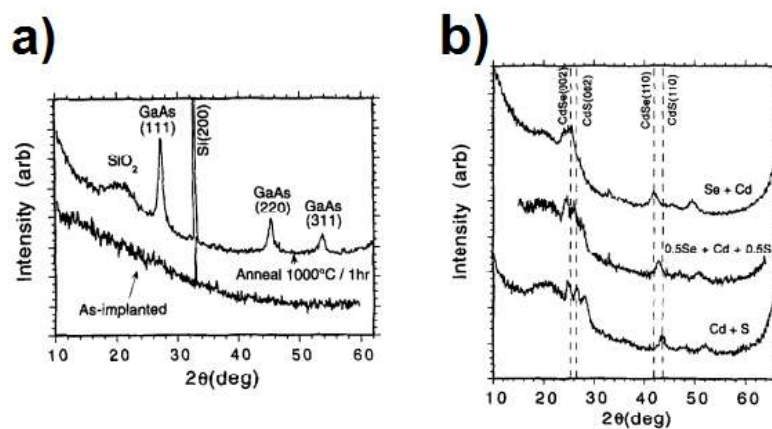 a)
GaAs
(111)
Si(200)
SiO2
GaAs
(220)
GaAs
(311)
Anneal 1000°C / 1hr
As-implanted
Intensity (arb)
10 20 30 40 50 60
2θ(deg)
b)
CdSe(002)
CdS(002)
CdSe(110)
CdS(110)
Se + Cd
0.5Se + Cd + 0.5S
Cd + S
Intensity (arb)
10 20 30 40 50 60
2θ(deg)